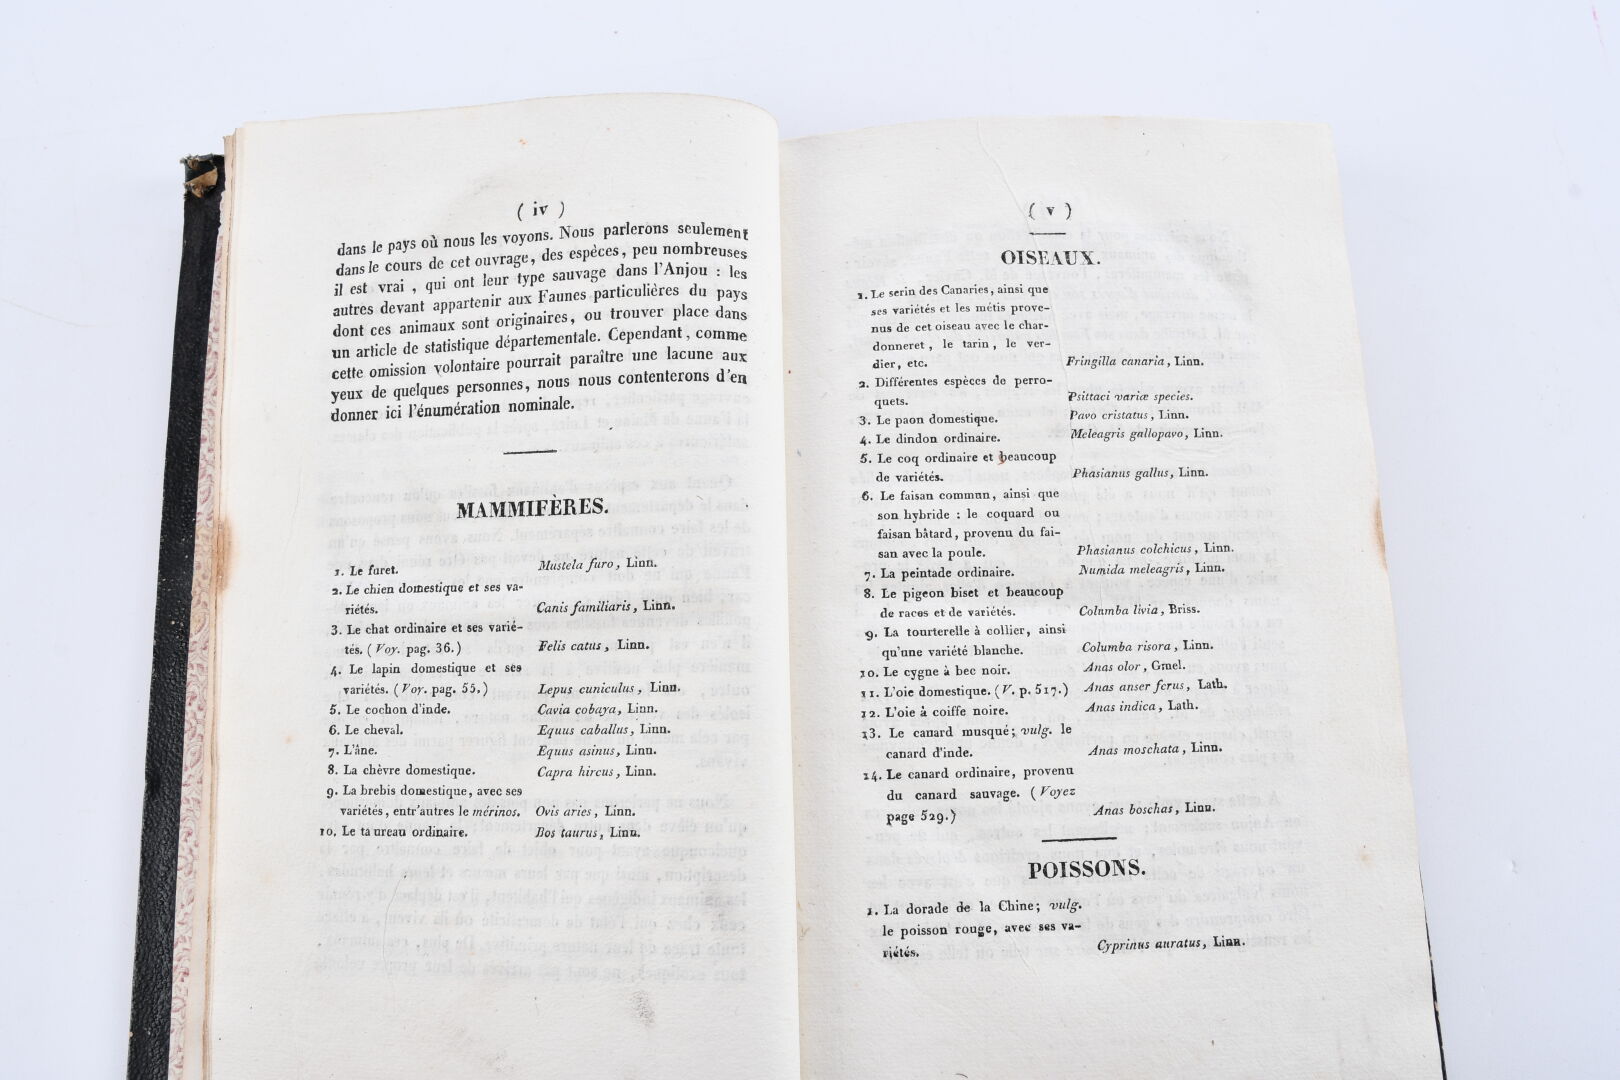 ( iv )
dans le pays où nous les voyons. Nous parlerons seulement
dans le cours de cet ouvrage, des espèces, peu nombreuses
il est vrai , qui ont leur type sauvage dans l'Anjou : les
autres devant appartenir aux Faunes particulières du pays
dont ces animaux sont originaires, ou trouver place dans
un article de statistique départementale. Cependant, comme
cette omission volontaire pourrait paraître une lacune aux
yeux de quelques personnes, nous nous contenterons d'en
donner ici l'énumération nominale.
MAMMIFÈRES.
1. Le furet. Mustela furo, Linn.
2. Le chien domestique et ses va-
riétés. Canis familiaris, Linn.
3. Le chat ordinaire et ses varié-
tés. (Voy. pag. 36.) Felis catus, Linn.
4. Le lapin domestique et ses
variétés. (Voy. pag. 55.) Lepus cuniculus, Linn.
5. Le cochon d'inde. Cavia cobaya, Linn.
6. Le cheval. Equus caballus, Linn.
7. L'âne. Equus asinus, Linn.
8. La chèvre domestique. Capra hircus, Linn.
9. La brebis domestique, avec ses
variétés, entr'autres le mérinos. Ovis aries, Linn.
10. Le taureau ordinaire. Bos taurus, Linn.
( v )
OISEAUX.
1. Le serin des Canaries, ainsi que
ses variétés et les métis prove-
nus de cet oiseau avec le char-
donneret, le tarin, le ver-
dier, etc. Fringilla canaria, Linn.
2. Différentes espèces de perro-
quets. Psittaci variæ species.
3. Le paon domestique. Pavo cristatus, Linn.
4. Le dindon ordinaire. Meleagris gallopavo, Linn.
5. Le coq ordinaire et beaucoup
de variétés. Phasianus gallus, Linn.
6. Le faisan commun, ainsi que
son hybride : le coquard ou
faisan bâtard, provenu du fai-
san avec la poule. Phasianus colchicus, Linn.
7. La peintade ordinaire. Numida meleagris, Linn.
8. Le pigeon biset et beaucoup
de races et de variétés. Columba livia, Briss.
9. La tourterelle à collier, ainsi
qu'une variété blanche. Columba risora, Linn.
10. Le cygne à bec noir. Anas olor, Gmel.
11. L'oie domestique. (V. p. 517.) Anas anser ferus, Lath.
12. L'oie à coiffe noire. Anas indica, Lath.
13. Le canard musqué; vulg. le
canard d'inde. Anas moschata, Linn.
14. Le canard ordinaire, provenu
du canard sauvage. (Voyez
page 529.) Anas boschas, Linn.
POISSONS.
1. La dorade de la Chine; vulg.
le poisson rouge, avec ses va-
riétés. Cyprinus auratus, Linn.